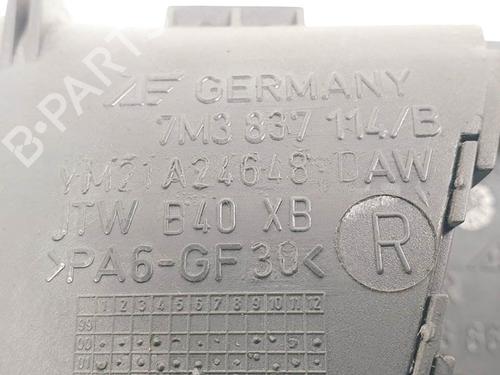 GERMANY
7M3 837 114/B
YM21A24648 DAW
JTW B40 XB
>PA6-GF30<
R
1 2 3 4 5 6 7 8 9 10 11 12
99
00
01
B-PARTS